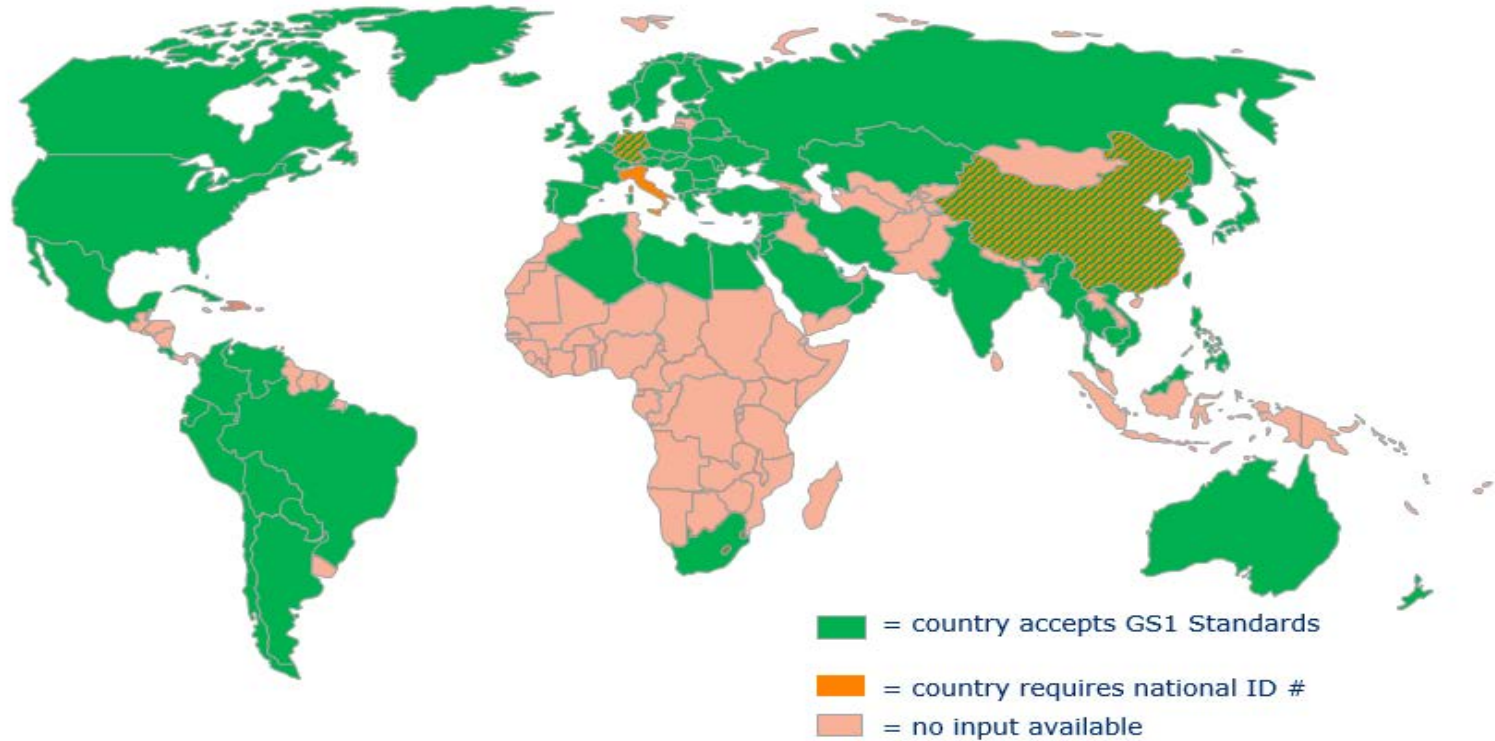 = country accepts GS1 Standards
= country requires national ID #
= no input available